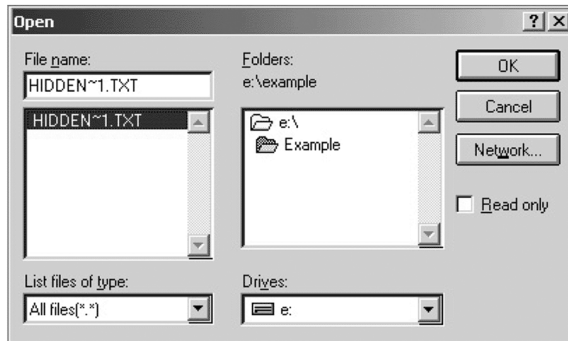 Open
File name:
HIDDEN~1.TXT
HIDDEN~1.TXT
List files of type:
All files(*.*)
Folders:
e:\example
e:\
Example
Drives:
e:
OK
Cancel
Network...
Read only